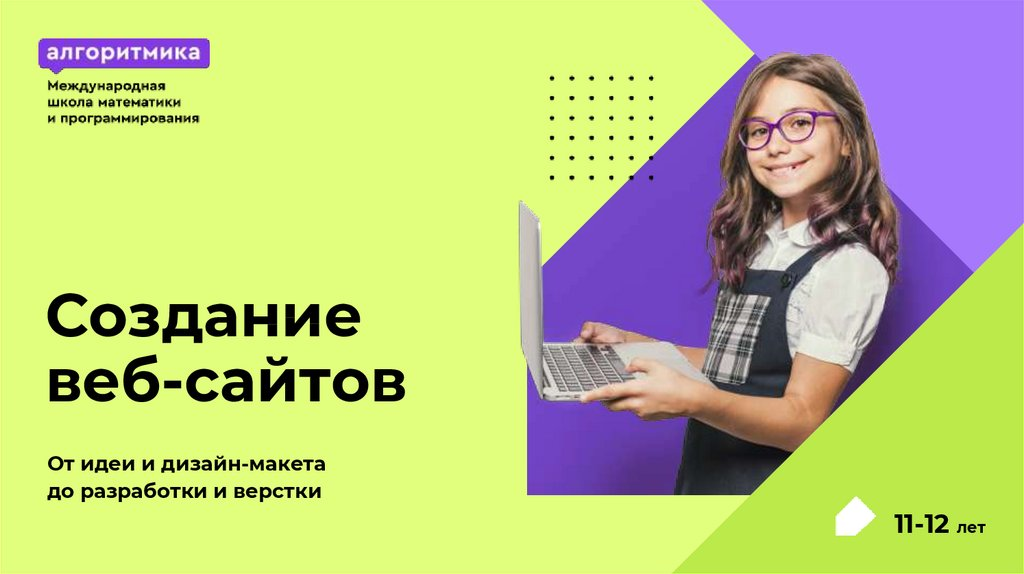 алгоритмика
Международная
школа математики
и программирования
Создание
веб-сайтов
От идеи и дизайн-макета
до разработки и верстки
11-12 лет